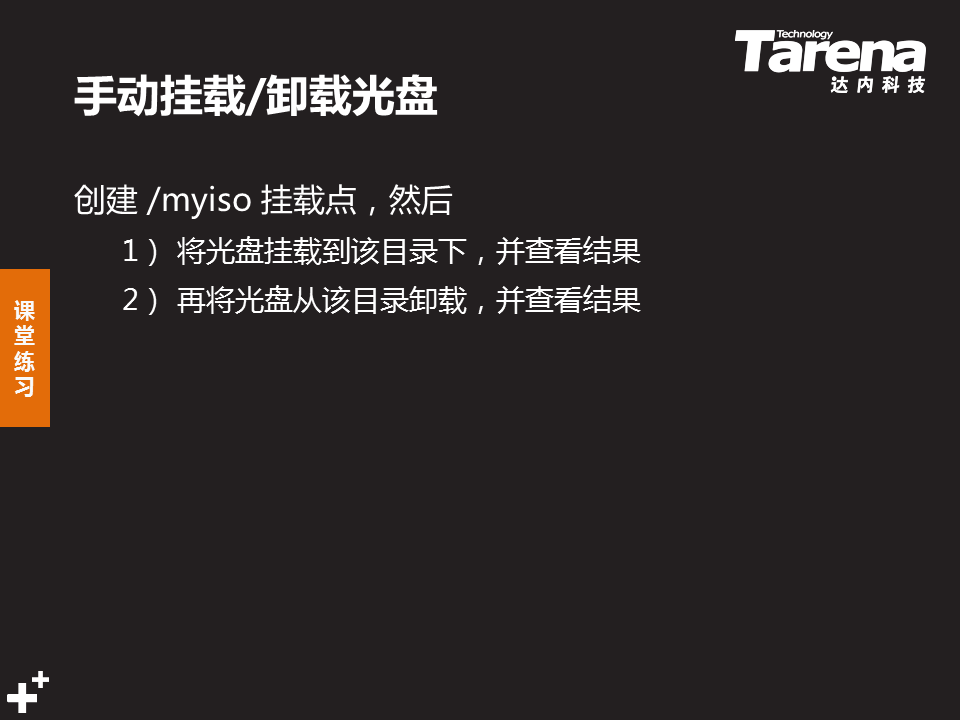 Technology
Tarena
达内科技
手动挂载/卸载光盘
创建 /myiso 挂载点，然后
1） 将光盘挂载到该目录下，并查看结果
2） 再将光盘从该目录卸载，并查看结果
课
堂
练
习